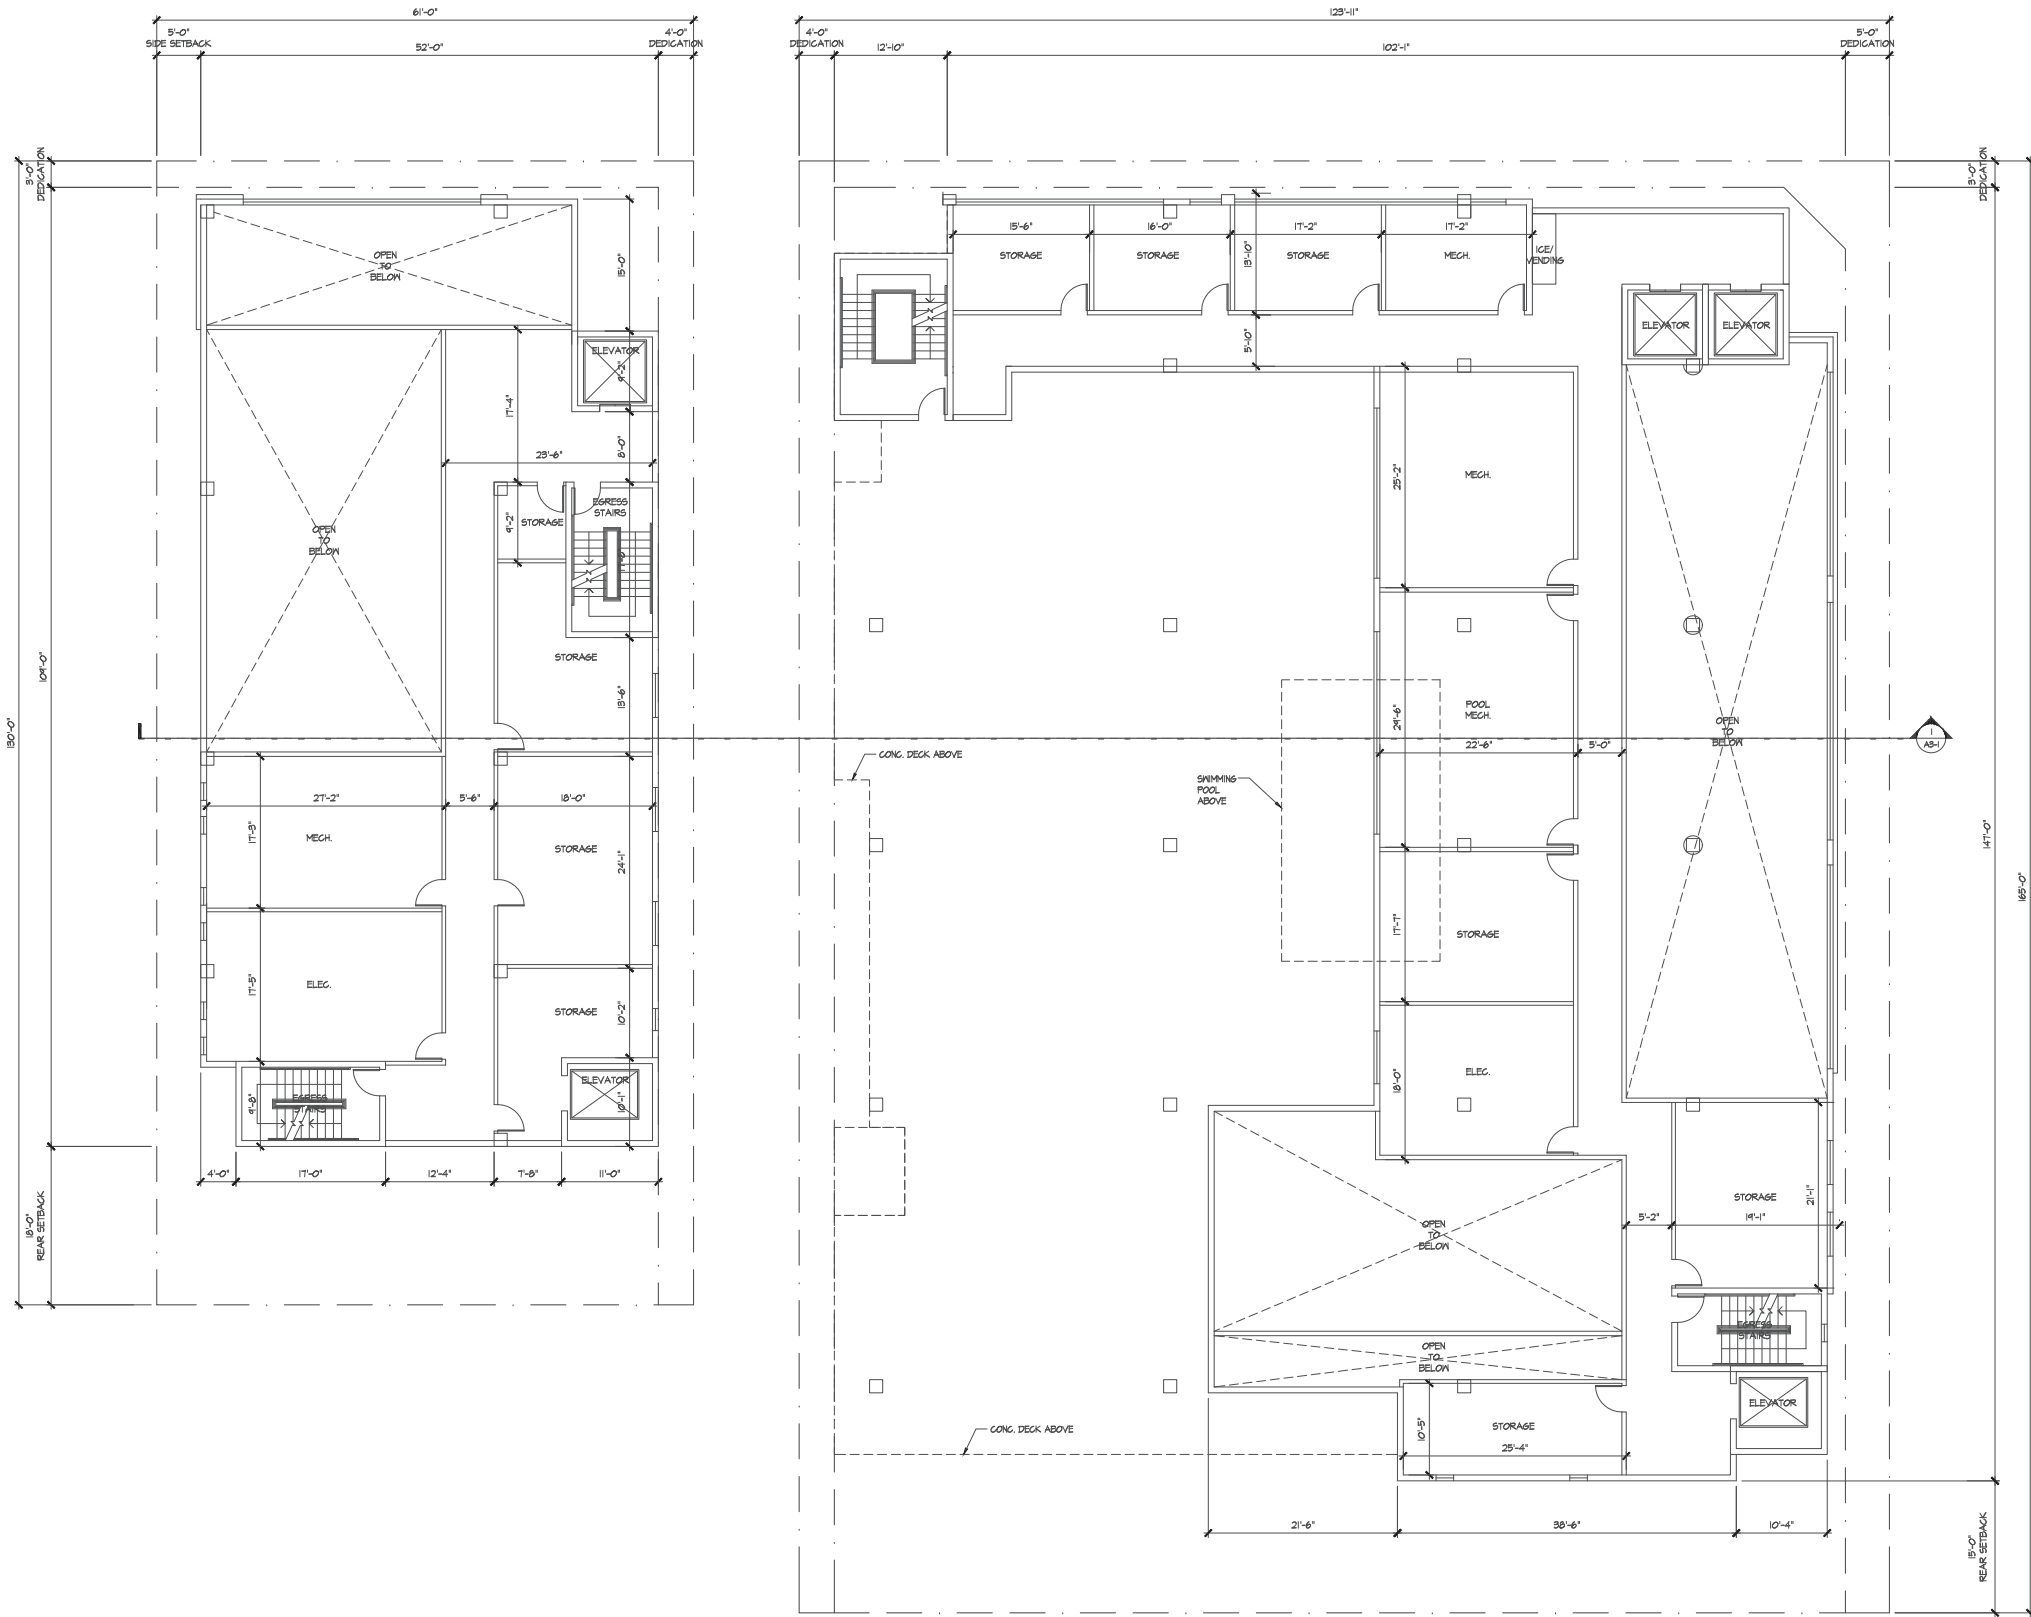 61'-0"
123'-11"
5'-0"
SIDE SETBACK
52'-0"
4'-0"
DEDICATION
4'-0"
DEDICATION
12'-10"
102'-1"
5'-0"
DEDICATION
3'-0"
DEDICATION
3'-0"
DEDICATION
OPEN
TO
BELOW
15'-0"
15'-6"
16'-0"
17'-2"
17'-2"
STORAGE
STORAGE
STORAGE
MECH.
13'-10"
ICE/
VENDING
ELEVATOR
ELEVATOR
5'-10"
ELEVATOR
9'-2"
17'-4"
8'-0"
23'-6"
25'-2"
MECH.
EGRESS
STAIRS
STORAGE
9'-2"
OPEN
TO
BELOW
STORAGE
109'-0"
130'-0"
13'-6"
POOL
MECH.
29'-6"
22'-6"
5'-0"
OPEN
TO
BELOW
1
A3-1
CONC. DECK ABOVE
SWIMMING
POOL
ABOVE
27'-2"
5'-6"
18'-0"
17'-3"
MECH.
STORAGE
24'-1"
147'-0"
165'-0"
17'-7"
STORAGE
17'-5"
ELEC.
STORAGE
10'-2"
18'-0"
ELEC.
ELEVATOR
10'-1"
9'-8"
EGRESS
STAIRS
4'-0"
17'-0"
12'-4"
7'-8"
11'-0"
18'-0"
REAR SETBACK
STORAGE
21'-1"
5'-2"
19'-1"
OPEN
TO
BELOW
EGRESS
STAIRS
OPEN
TO
BELOW
ELEVATOR
10'-5"
STORAGE
25'-4"
CONC. DECK ABOVE
21'-6"
38'-6"
10'-4"
15'-0"
REAR SETBACK